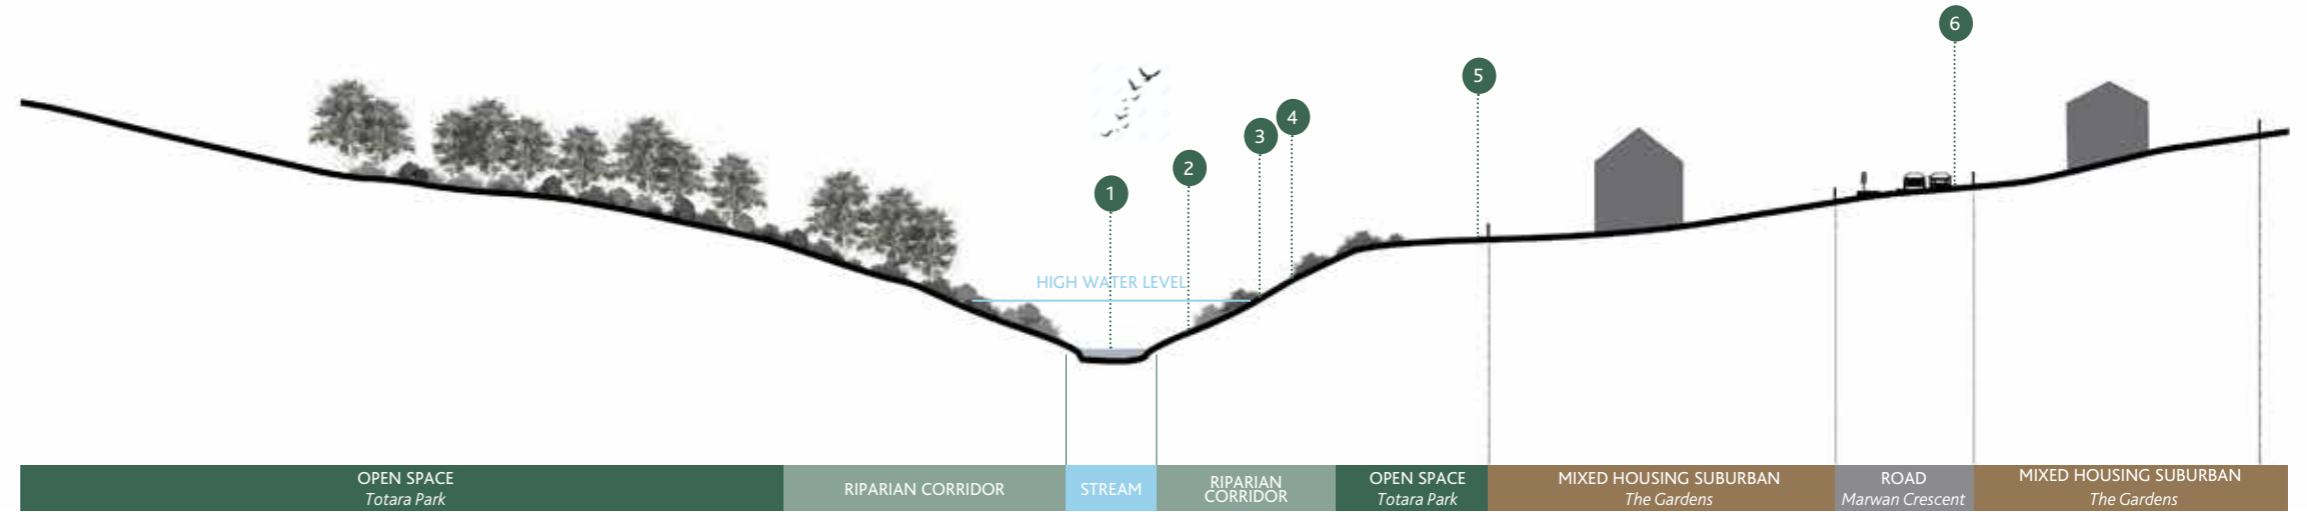 6
5
4
3
2
1
HIGH WATER LEVEL
OPEN SPACE
Totara Park
RIPARIAN CORRIDOR
STREAM
RIPARIAN
CORRIDOR
OPEN SPACE
Totara Park
MIXED HOUSING SUBURBAN
The Gardens
ROAD
Marwan Crescent
MIXED HOUSING SUBURBAN
The Gardens